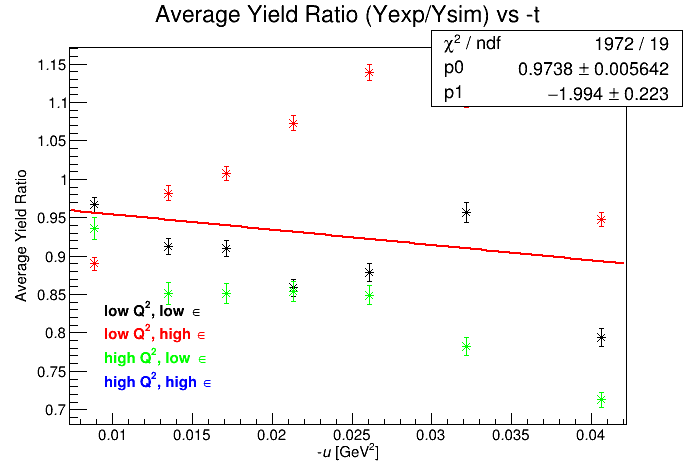 Average Yield Ratio (Yexp/Ysim) vs -t
χ² / ndf 1972 / 19
p0 0.9738 ± 0.005642
p1 −1.994 ± 0.223
Average Yield Ratio
1.15
1.1
1.05
1
0.95
0.9
0.85
0.8
0.75
0.7
low Q², low ∈
low Q², high ∈
high Q², low ∈
high Q², high ∈
0.01 0.015 0.02 0.025 0.03 0.035 0.04
-u [GeV²]